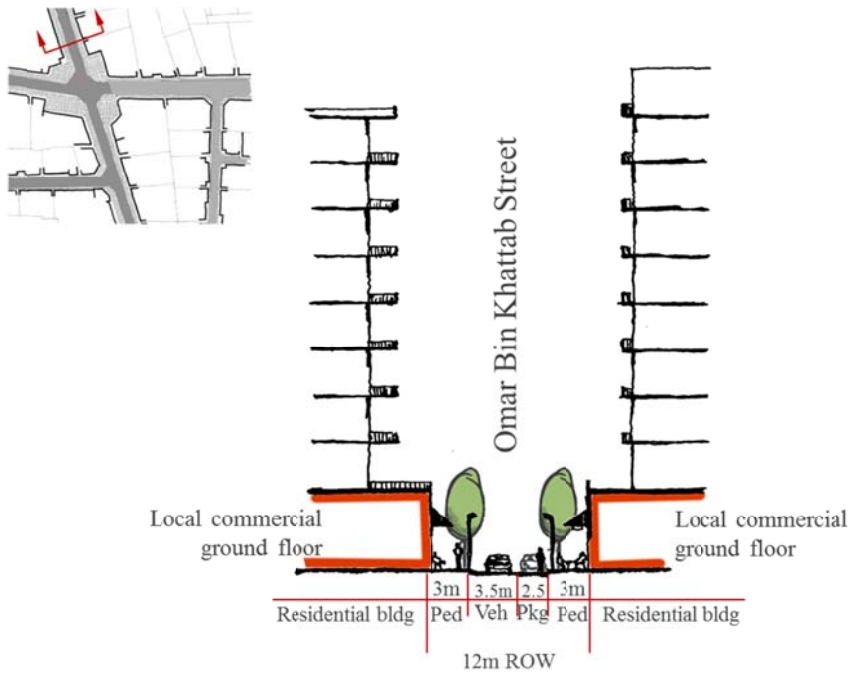 Omar Bin Khattab Street
Local commercial
ground floor
Local commercial
ground floor
3m 3.5m 2.5 3m
Residential bldg Ped Veh Pkg Ped Residential bldg
12m ROW